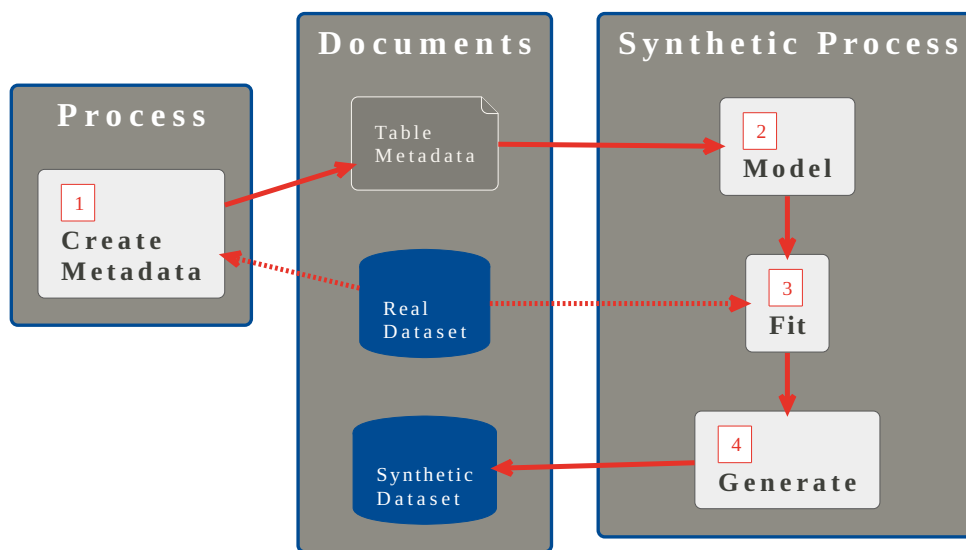 Process
1
Create
Metadata
Documents
Table
Metadata
Real
Dataset
Synthetic
Dataset
Synthetic Process
2
Model
3
Fit
4
Generate